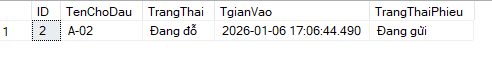 ID TenChoDau TrangThai TgianVao TrangThaiPhieu
1 2 A-02 Đang đỗ 2026-01-06 17:06:44.490 Đang gửi